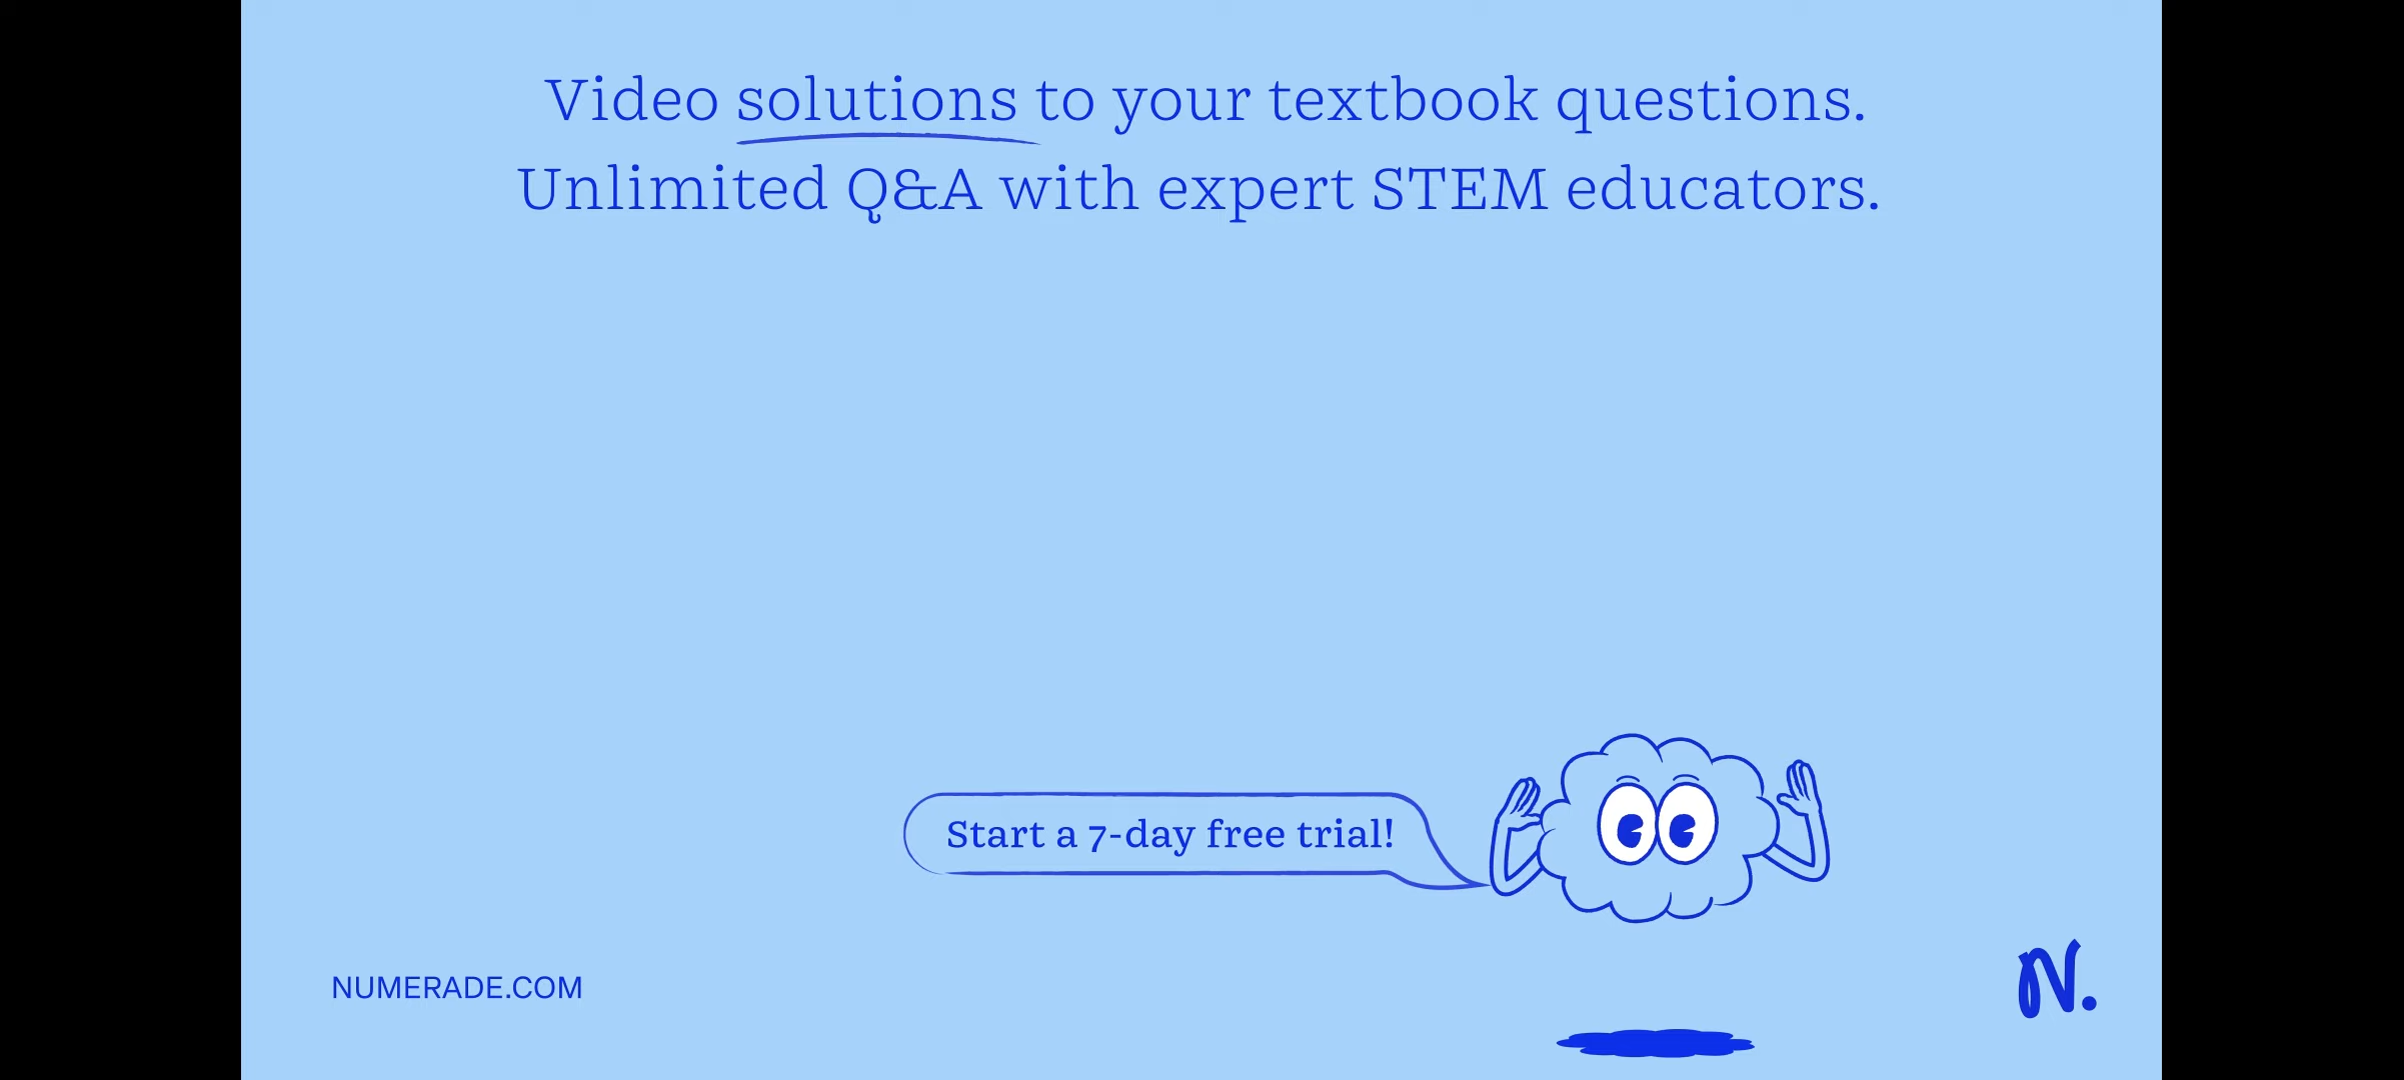 Video solutions to your textbook questions.
Unlimited Q&A with expert STEM educators.
Start a 7-day free trial!
NUMERADE.COM
N.